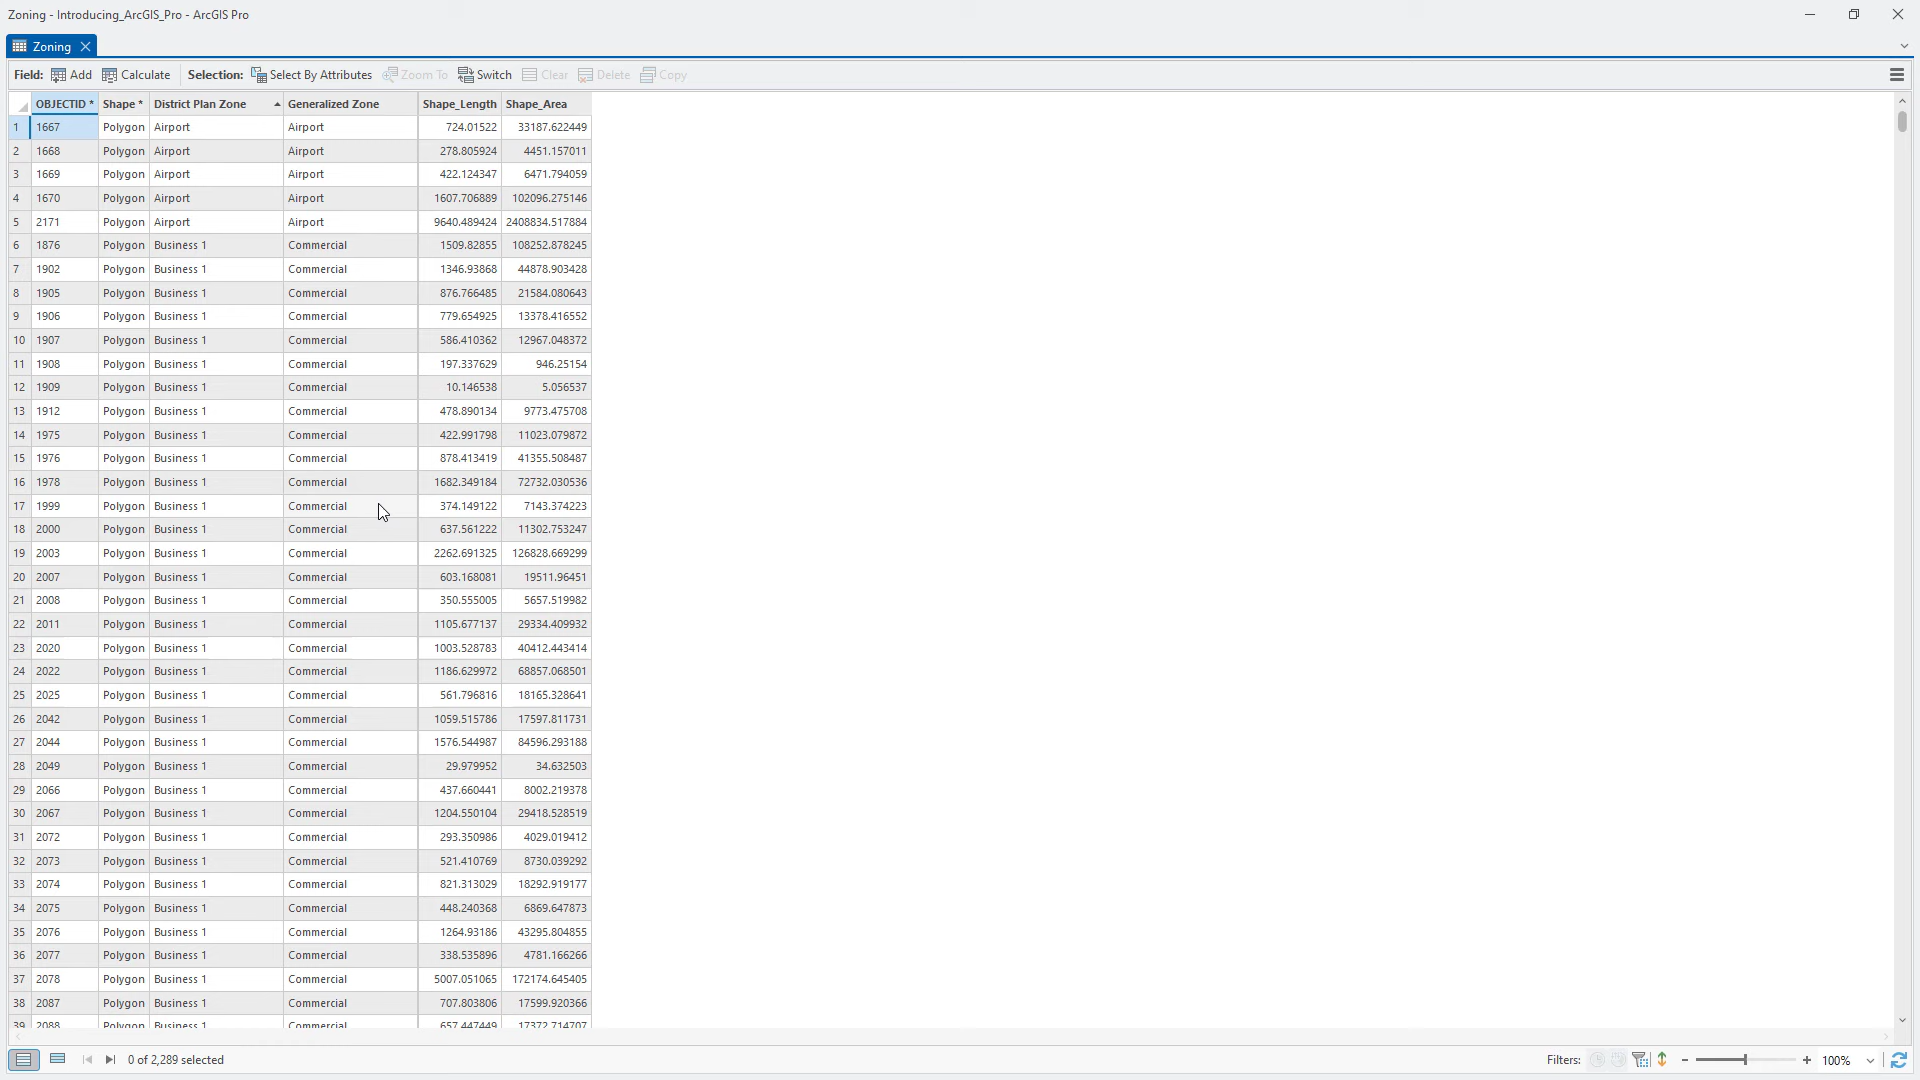 Zoning - Introducing_ArcGIS_Pro - ArcGIS Pro
Zoning
Field: Add Calculate Selection: Select By Attributes Zoom To Switch Clear Delete Copy
OBJECTID * Shape * District Plan Zone Generalized Zone Shape_Length Shape_Area
1 1667 Polygon Airport Airport 724.01522 33187.622449
2 1668 Polygon Airport Airport 278.805924 4451.157011
3 1669 Polygon Airport Airport 422.124347 6471.794059
4 1670 Polygon Airport Airport 1607.706889 102096.275146
5 2171 Polygon Airport Airport 9640.489424 2408834.517884
6 1876 Polygon Business 1 Commercial 1509.82855 108252.878245
7 1902 Polygon Business 1 Commercial 1346.93868 44878.903428
8 1905 Polygon Business 1 Commercial 876.766485 21584.080643
9 1906 Polygon Business 1 Commercial 779.654925 13378.416552
10 1907 Polygon Business 1 Commercial 586.410362 12967.048372
11 1908 Polygon Business 1 Commercial 197.337629 946.25154
12 1909 Polygon Business 1 Commercial 10.146538 5.056537
13 1912 Polygon Business 1 Commercial 478.890134 9773.475708
14 1975 Polygon Business 1 Commercial 422.991798 11023.079872
15 1976 Polygon Business 1 Commercial 878.413419 41355.508487
16 1978 Polygon Business 1 Commercial 1682.349184 72732.030536
17 1999 Polygon Business 1 Commercial 374.149122 7143.374223
18 2000 Polygon Business 1 Commercial 637.561222 11302.753247
19 2003 Polygon Business 1 Commercial 2262.691325 126828.669299
20 2007 Polygon Business 1 Commercial 603.168081 19511.96451
21 2008 Polygon Business 1 Commercial 350.555005 5657.519982
22 2011 Polygon Business 1 Commercial 1105.677137 29334.409932
23 2020 Polygon Business 1 Commercial 1003.528783 40412.443414
24 2022 Polygon Business 1 Commercial 1186.629972 68857.068501
25 2025 Polygon Business 1 Commercial 561.796816 18165.328641
26 2042 Polygon Business 1 Commercial 1059.515786 17597.811731
27 2044 Polygon Business 1 Commercial 1576.544987 84596.293188
28 2049 Polygon Business 1 Commercial 29.979952 34.632503
29 2066 Polygon Business 1 Commercial 437.660441 8002.219378
30 2067 Polygon Business 1 Commercial 1204.550104 29418.528519
31 2072 Polygon Business 1 Commercial 293.350986 4029.019412
32 2073 Polygon Business 1 Commercial 521.410769 8730.039292
33 2074 Polygon Business 1 Commercial 821.313029 18292.919177
34 2075 Polygon Business 1 Commercial 448.240368 6869.647873
35 2076 Polygon Business 1 Commercial 1264.93186 43295.804855
36 2077 Polygon Business 1 Commercial 338.535896 4781.166266
37 2078 Polygon Business 1 Commercial 5007.051065 172174.645405
38 2087 Polygon Business 1 Commercial 707.803806 17599.920366
39 2088 Polygon Business 1 Commercial 657.447449 17372.714707
0 of 2,289 selected Filters: 100%